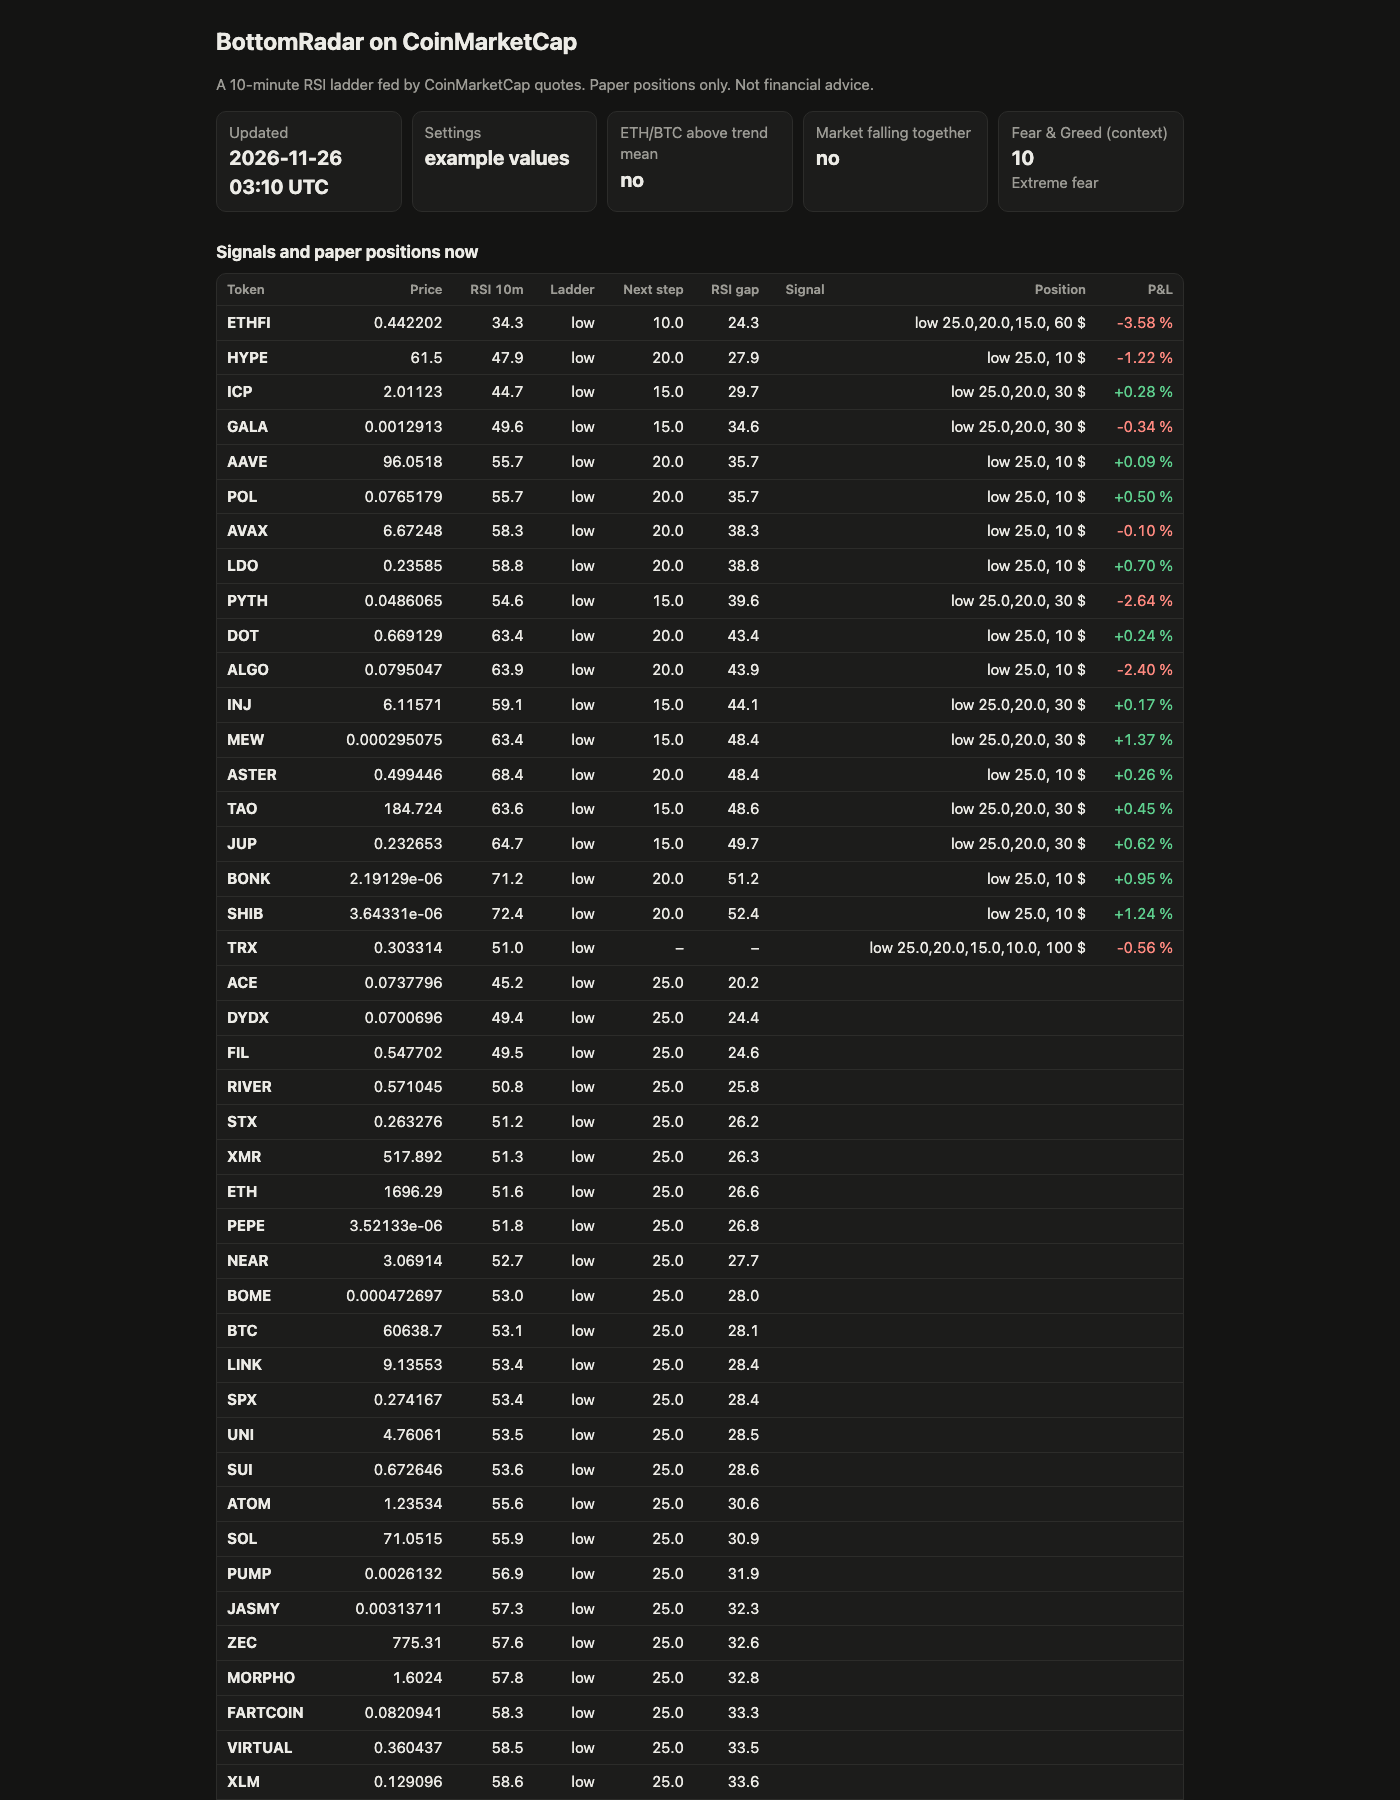 BottomRadar on CoinMarketCap
A 10-minute RSI ladder fed by CoinMarketCap quotes. Paper positions only. Not financial advice.
Updated
2026-11-26
03:10 UTC
Settings
example values
ETH/BTC above trend
mean
no
Market falling together
no
Fear & Greed (context)
10
Extreme fear
Signals and paper positions now
Token Price RSI 10m Ladder Next step RSI gap Signal Position P&L
ETHFI 0.442202 34.3 low 10.0 24.3 low 25.0,20.0,15.0, 60 $ -3.58 %
HYPE 61.5 47.9 low 20.0 27.9 low 25.0, 10 $ -1.22 %
ICP 2.01123 44.7 low 15.0 29.7 low 25.0,20.0, 30 $ +0.28 %
GALA 0.0012913 49.6 low 15.0 34.6 low 25.0,20.0, 30 $ -0.34 %
AAVE 96.0518 55.7 low 20.0 35.7 low 25.0, 10 $ +0.09 %
POL 0.0765179 55.7 low 20.0 35.7 low 25.0, 10 $ +0.50 %
AVAX 6.67248 58.3 low 20.0 38.3 low 25.0, 10 $ -0.10 %
LDO 0.23585 58.8 low 20.0 38.8 low 25.0, 10 $ +0.70 %
PYTH 0.0486065 54.6 low 15.0 39.6 low 25.0,20.0, 30 $ -2.64 %
DOT 0.669129 63.4 low 20.0 43.4 low 25.0, 10 $ +0.24 %
ALGO 0.0795047 63.9 low 20.0 43.9 low 25.0, 10 $ -2.40 %
INJ 6.11571 59.1 low 15.0 44.1 low 25.0,20.0, 30 $ +0.17 %
MEW 0.000295075 63.4 low 15.0 48.4 low 25.0,20.0, 30 $ +1.37 %
ASTER 0.499446 68.4 low 20.0 48.4 low 25.0, 10 $ +0.26 %
TAO 184.724 63.6 low 15.0 48.6 low 25.0,20.0, 30 $ +0.45 %
JUP 0.232653 64.7 low 15.0 49.7 low 25.0,20.0, 30 $ +0.62 %
BONK 2.19129e-06 71.2 low 20.0 51.2 low 25.0, 10 $ +0.95 %
SHIB 3.64331e-06 72.4 low 20.0 52.4 low 25.0, 10 $ +1.24 %
TRX 0.303314 51.0 low – – low 25.0,20.0,15.0,10.0, 100 $ -0.56 %
ACE 0.0737796 45.2 low 25.0 20.2
DYDX 0.0700696 49.4 low 25.0 24.4
FIL 0.547702 49.5 low 25.0 24.6
RIVER 0.571045 50.8 low 25.0 25.8
STX 0.263276 51.2 low 25.0 26.2
XMR 517.892 51.3 low 25.0 26.3
ETH 1696.29 51.6 low 25.0 26.6
PEPE 3.52133e-06 51.8 low 25.0 26.8
NEAR 3.06914 52.7 low 25.0 27.7
BOME 0.000472697 53.0 low 25.0 28.0
BTC 60638.7 53.1 low 25.0 28.1
LINK 9.13553 53.4 low 25.0 28.4
SPX 0.274167 53.4 low 25.0 28.4
UNI 4.76061 53.5 low 25.0 28.5
SUI 0.672646 53.6 low 25.0 28.6
ATOM 1.23534 55.6 low 25.0 30.6
SOL 71.0515 55.9 low 25.0 30.9
PUMP 0.0026132 56.9 low 25.0 31.9
JASMY 0.00313711 57.3 low 25.0 32.3
ZEC 775.31 57.6 low 25.0 32.6
MORPHO 1.6024 57.8 low 25.0 32.8
FARTCOIN 0.0820941 58.3 low 25.0 33.3
VIRTUAL 0.360437 58.5 low 25.0 33.5
XLM 0.129096 58.6 low 25.0 33.6